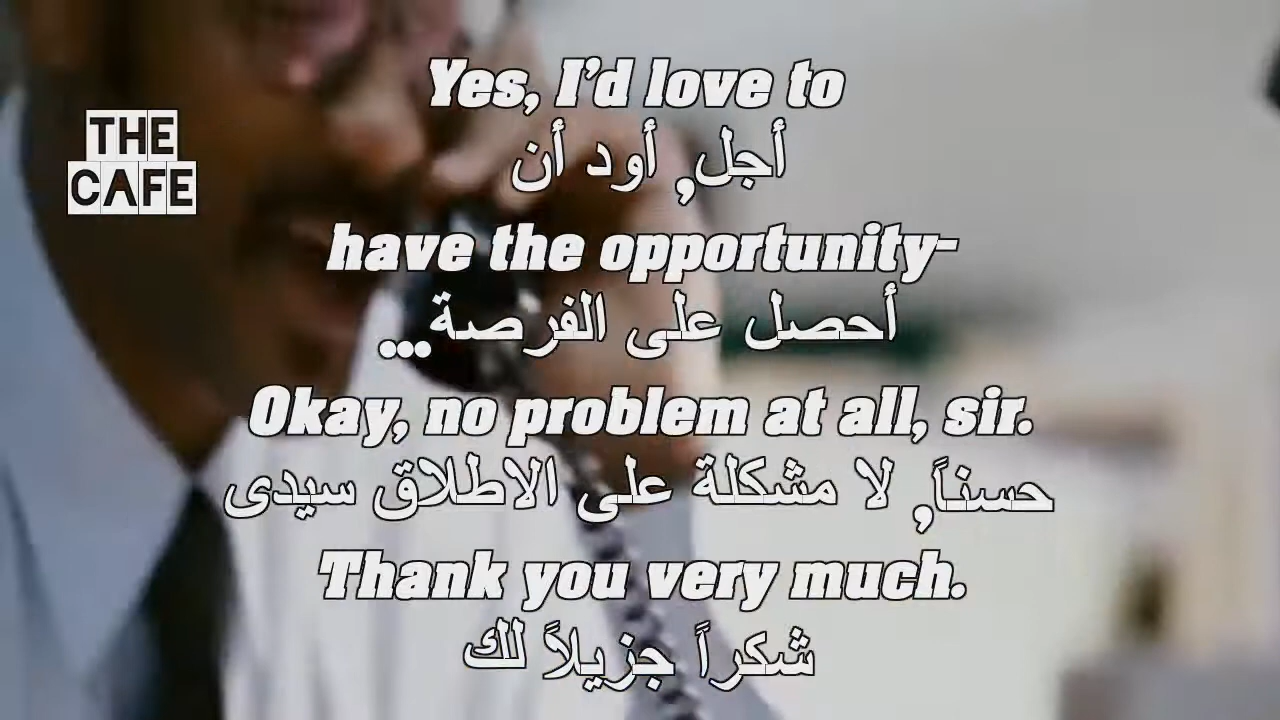 THE
CAFE
Yes, I'd love to
أجل, أود أن
have the opportunity-
أحصل على الفرصة...
Okay, no problem at all, sir.
حسناً, لا مشكلة على الاطلاق سيدى
Thank you very much.
شكراً جزيلاً لك